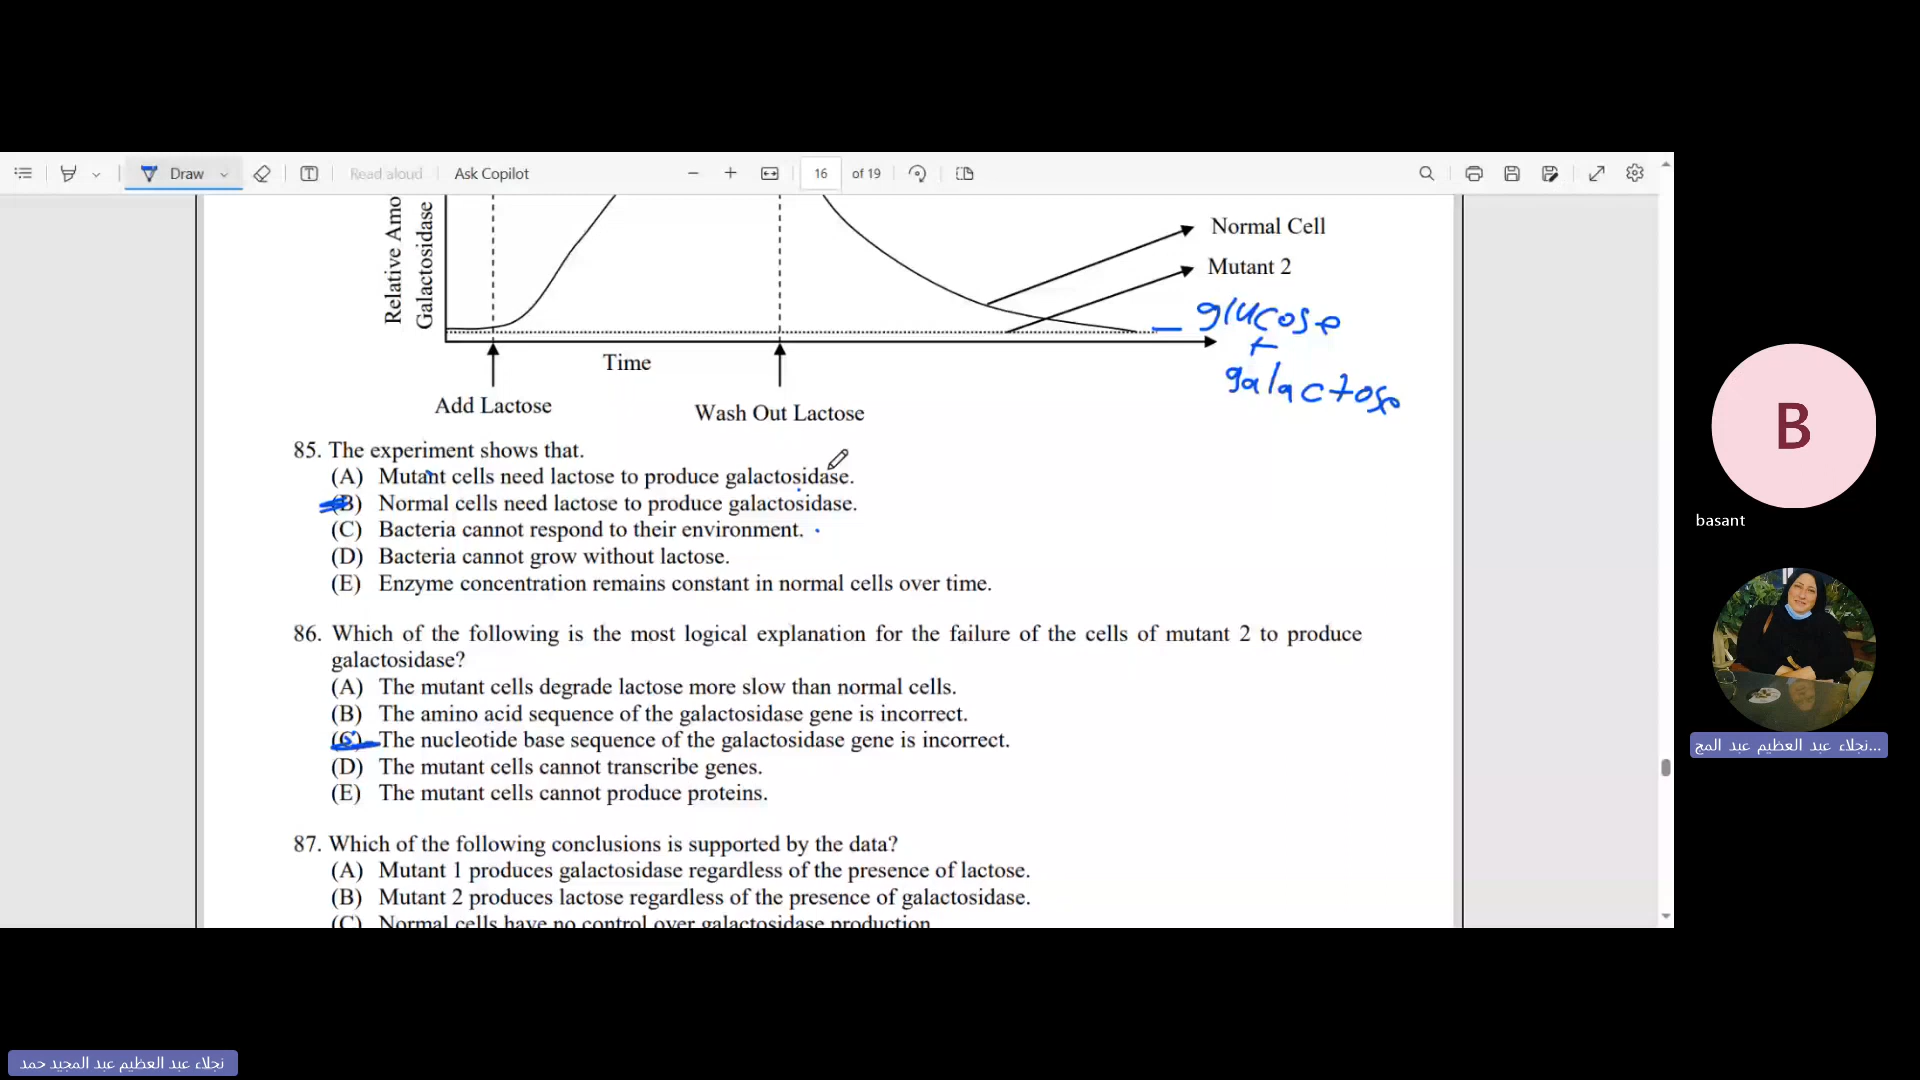 Draw
Read aloud
Ask Copilot
16 of 19
Relative Amo
Galactosidase
Normal Cell
Mutant 2
glucose
+
galactose
Time
Add Lactose
Wash Out Lactose
85. The experiment shows that.
(A) Mutant cells need lactose to produce galactosidase.
(B) Normal cells need lactose to produce galactosidase.
(C) Bacteria cannot respond to their environment.
(D) Bacteria cannot grow without lactose.
(E) Enzyme concentration remains constant in normal cells over time.
86. Which of the following is the most logical explanation for the failure of the cells of mutant 2 to produce
galactosidase?
(A) The mutant cells degrade lactose more slow than normal cells.
(B) The amino acid sequence of the galactosidase gene is incorrect.
(C) The nucleotide base sequence of the galactosidase gene is incorrect.
(D) The mutant cells cannot transcribe genes.
(E) The mutant cells cannot produce proteins.
87. Which of the following conclusions is supported by the data?
(A) Mutant 1 produces galactosidase regardless of the presence of lactose.
(B) Mutant 2 produces lactose regardless of the presence of galactosidase.
(C) Normal cells have no control over galactosidase production.
B
basant
نجلاء عبد العظيم عبد المج...
نجلاء عبد العظيم عبد المجيد حمد